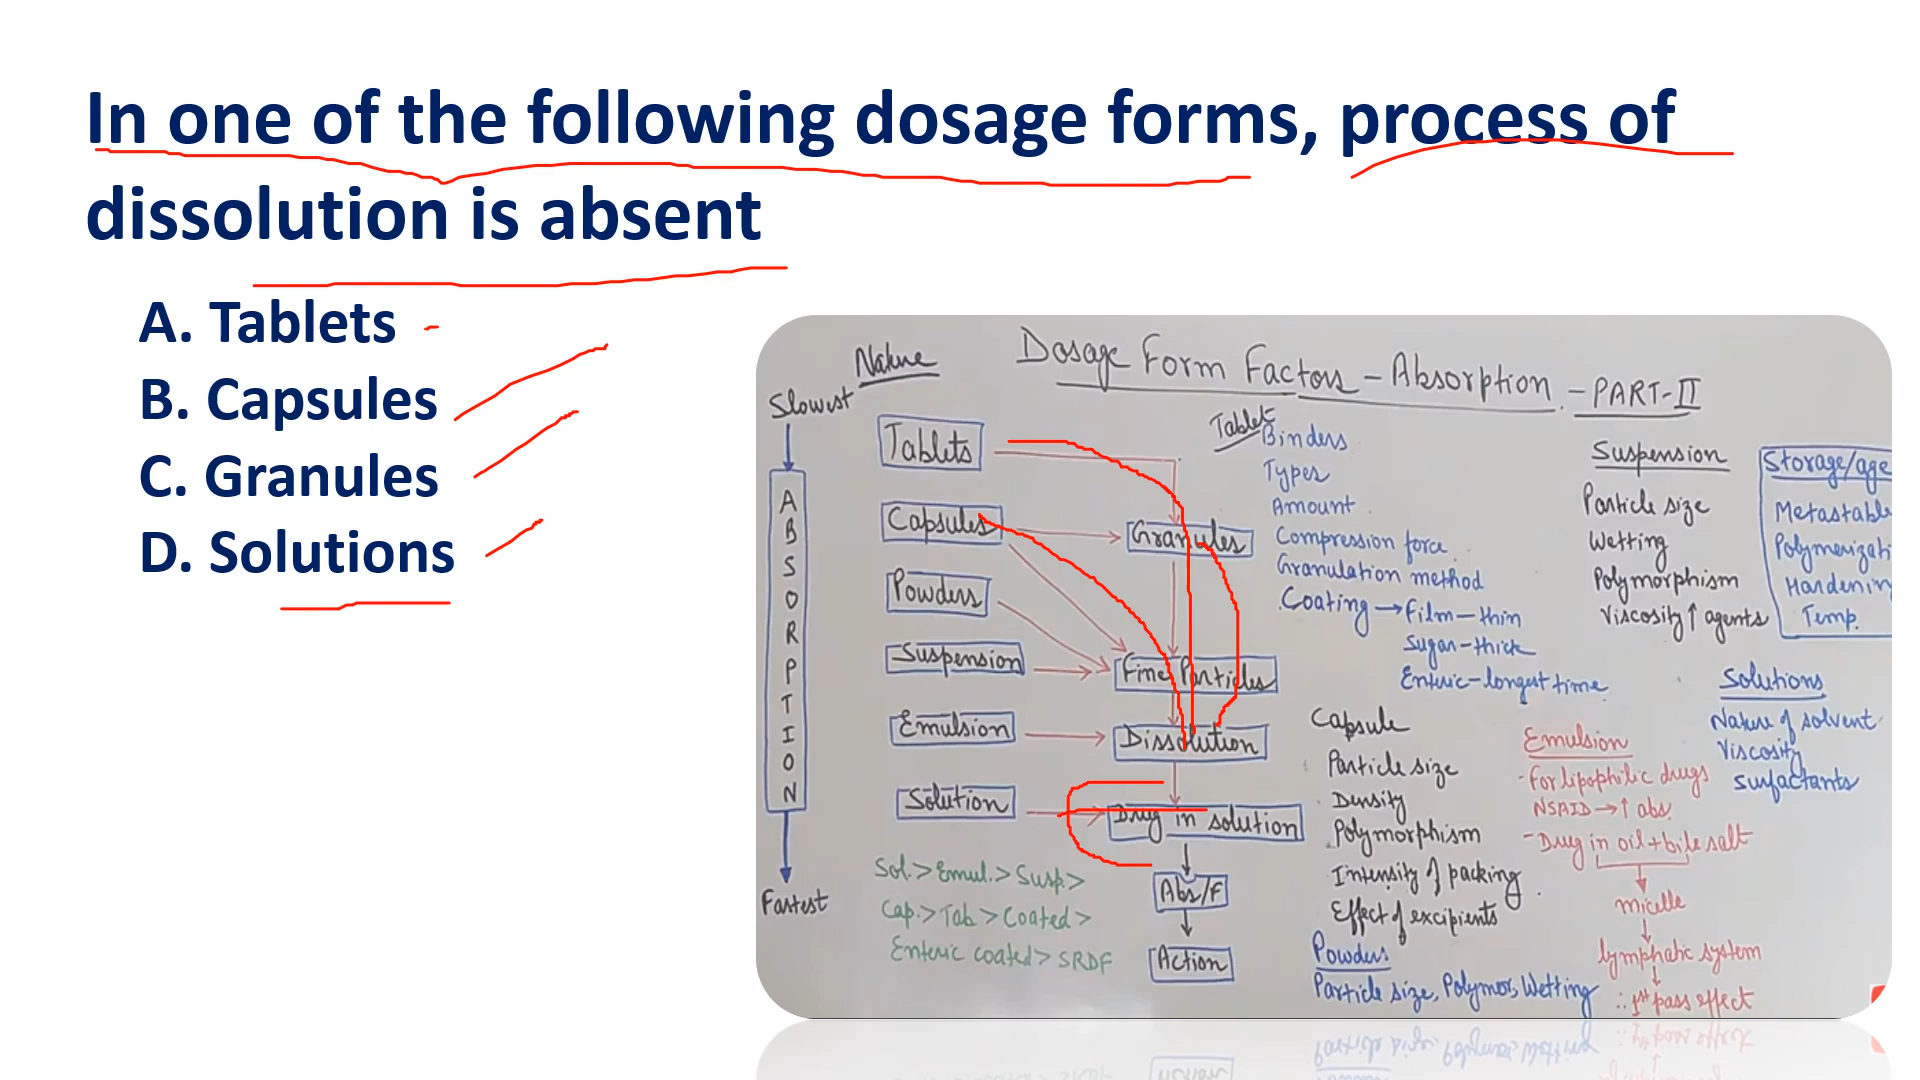 In one of the following dosage forms, process of
dissolution is absent
A. Tablets
B. Capsules
C. Granules
D. Solutions
Dosage Form Factors - Absorption - PART-II
Nature
Slowest
ABSORPTION
Fastest
Tablets
Capsules
Powders
Suspension
Emulsion
Solution
Granules
Fine Particles
Dissolution
Drug in solution
Abs/F
Action
Sol. > Emul. > Susp. >
Cap. > Tab > Coated >
Enteric coated > SRDF
Tablet
Binders
Types
Amount
Compression force
Granulation method
Coating → Film - thin
Sugar - thick
Enteric - longest time
Capsule
Particle size
Density
Polymorphism
Intensity of packing
Effect of excipients
Powders
Particle size, Polymor, Wetting
Suspension
Particle size
Wetting
Polymorphism
Viscosity ↑ agents
Emulsion
- For lipophilic drugs
NSAID → ↑ abs.
- Drug in oil + bile salt
↓
micelle
↓
lymphatic system
↓
∴ 1st pass effect
Storage/age
Metastabl
Polymerizati
Hardenin
Temp.
Solutions
Nature of solvent
Viscosity
Surfactants